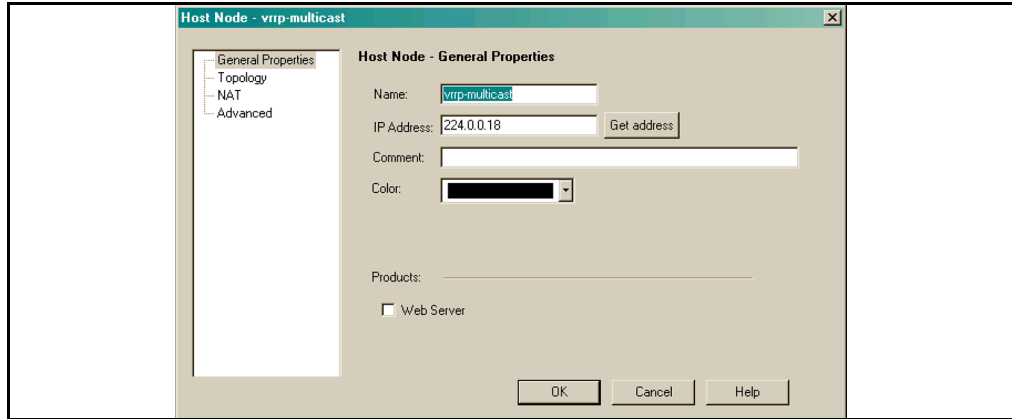 Host Node - vrrp-multicast
General Properties
Topology
NAT
Advanced
Host Node - General Properties
Name: vrrp-multicast
IP Address: 224.0.0.18 Get address
Comment:
Color:
Products:
Web Server
OK Cancel Help